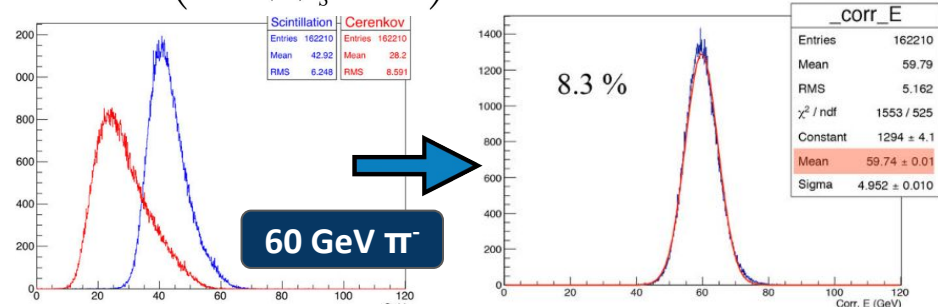 Scintillation Cerenkov
Entries 162210 Entries 162210
Mean 42.92 Mean 28.2
RMS 6.248 RMS 8.591
200
000
800
600
400
200
0
0 20 40 60 80 100 120
60 GeV π-
_corr_E
Entries 162210
Mean 59.79
RMS 5.162
χ² / ndf 1553 / 525
Constant 1294 ± 4.1
Mean 59.74 ± 0.01
Sigma 4.952 ± 0.010
8.3 %
1400
1200
1000
800
600
400
200
0
0 20 40 60 80 100 120
Corr. E (GeV)